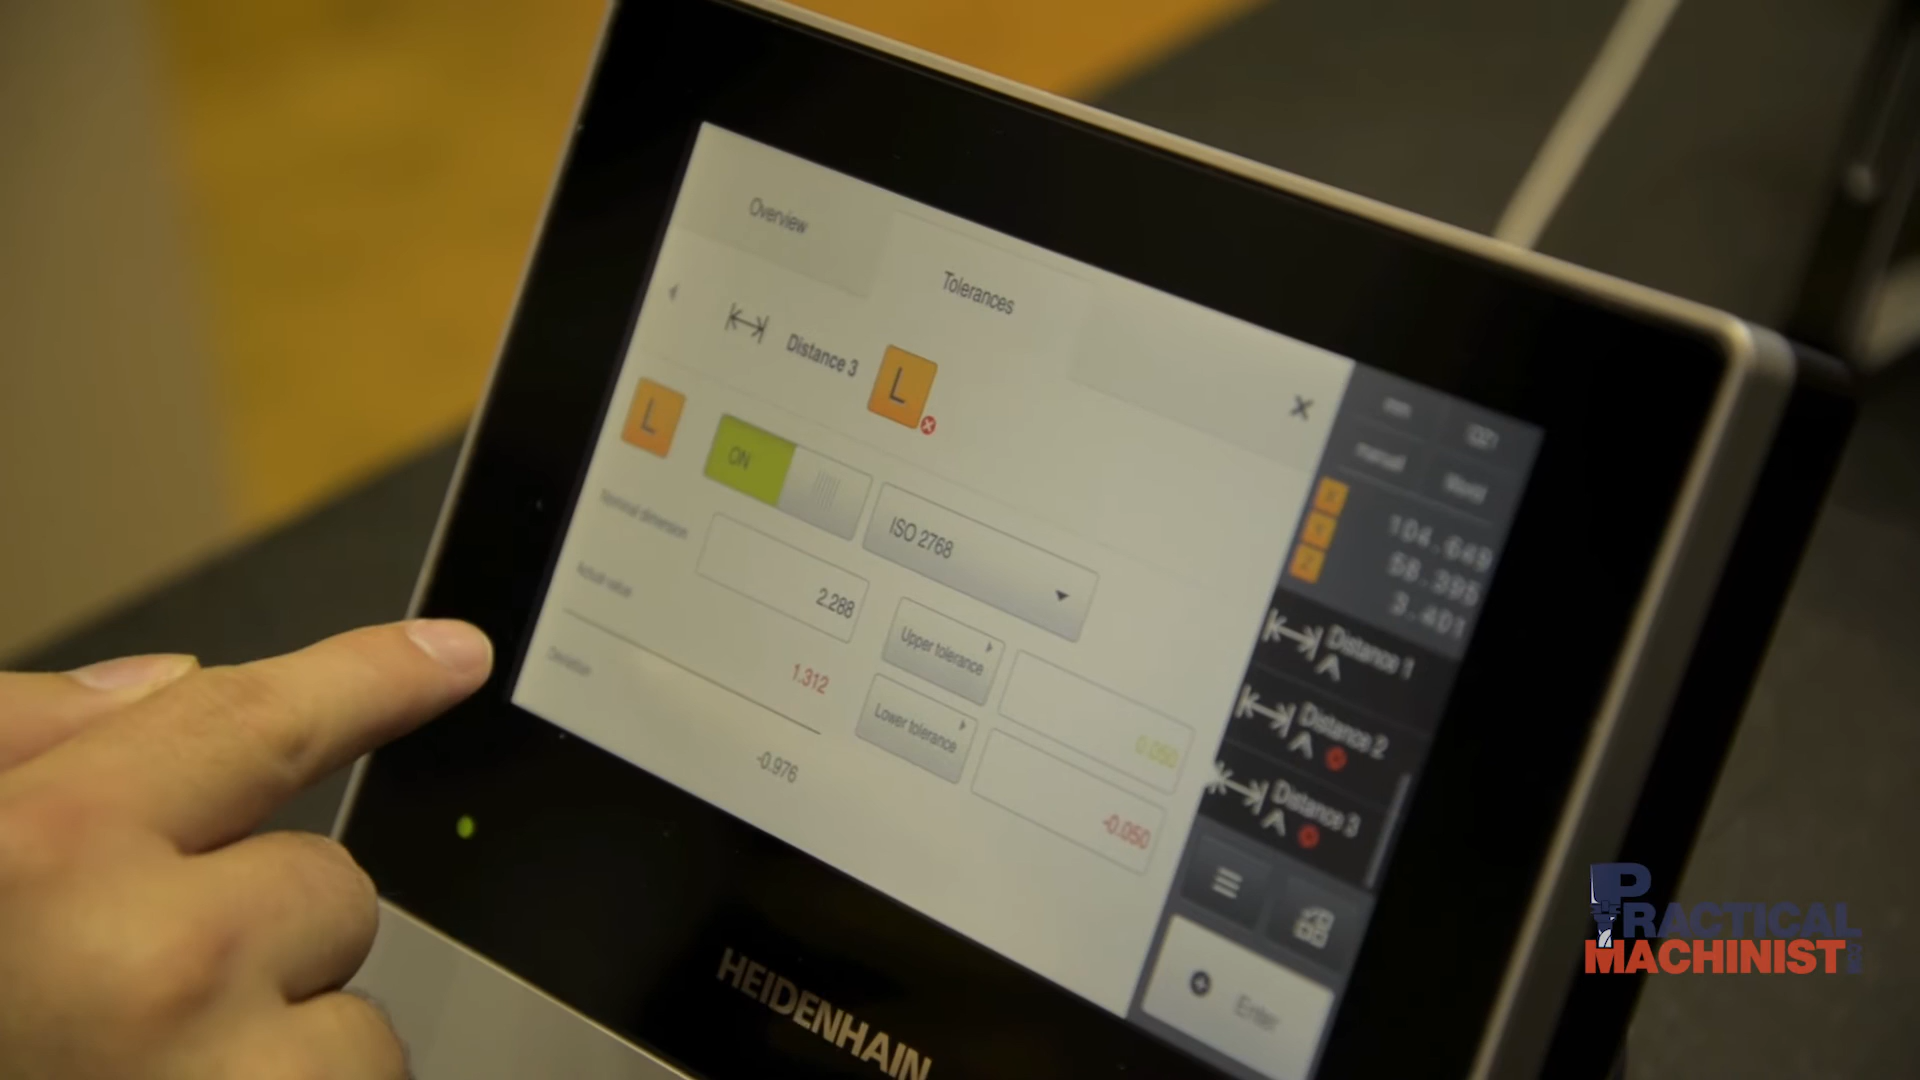 Overview
Tolerances
Distance 3
L
L
ON
ISO 2768
Nominal dimension
2.288
Actual value
1.312
Upper tolerance
0.050
Lower tolerance
-0.050
Deviation
-0.976
mm
manual
X
104.649
Y
58.395
Z
3.401
Distance 1
Distance 2
Distance 3
Enter
HEIDENHAIN
PRACTICAL
MACHINIST